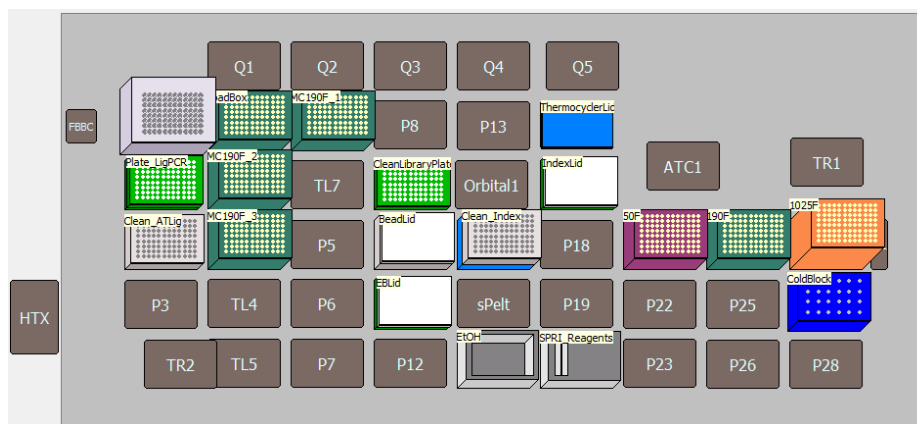 Q1 Q2 Q3 Q4 Q5
FBBC
MC190F_1
P8
P13
ThermocyclerLid
Plate_LigPCR
MC190F_2
TL7
CleanLibraryPlat
Orbital1
IndexLid
ATC1
TR1
Clean_ATLig
MC190F_3
P5
BeadLid
Clean_Index
P18
50F
190F
1025F
HTX
P3
TL4
P6
EBLid
sPelt
P19
P22
P25
ColdBlock
TR2
TL5
P7
P12
EtOH
SPRI_Reagents
P23
P26
P28